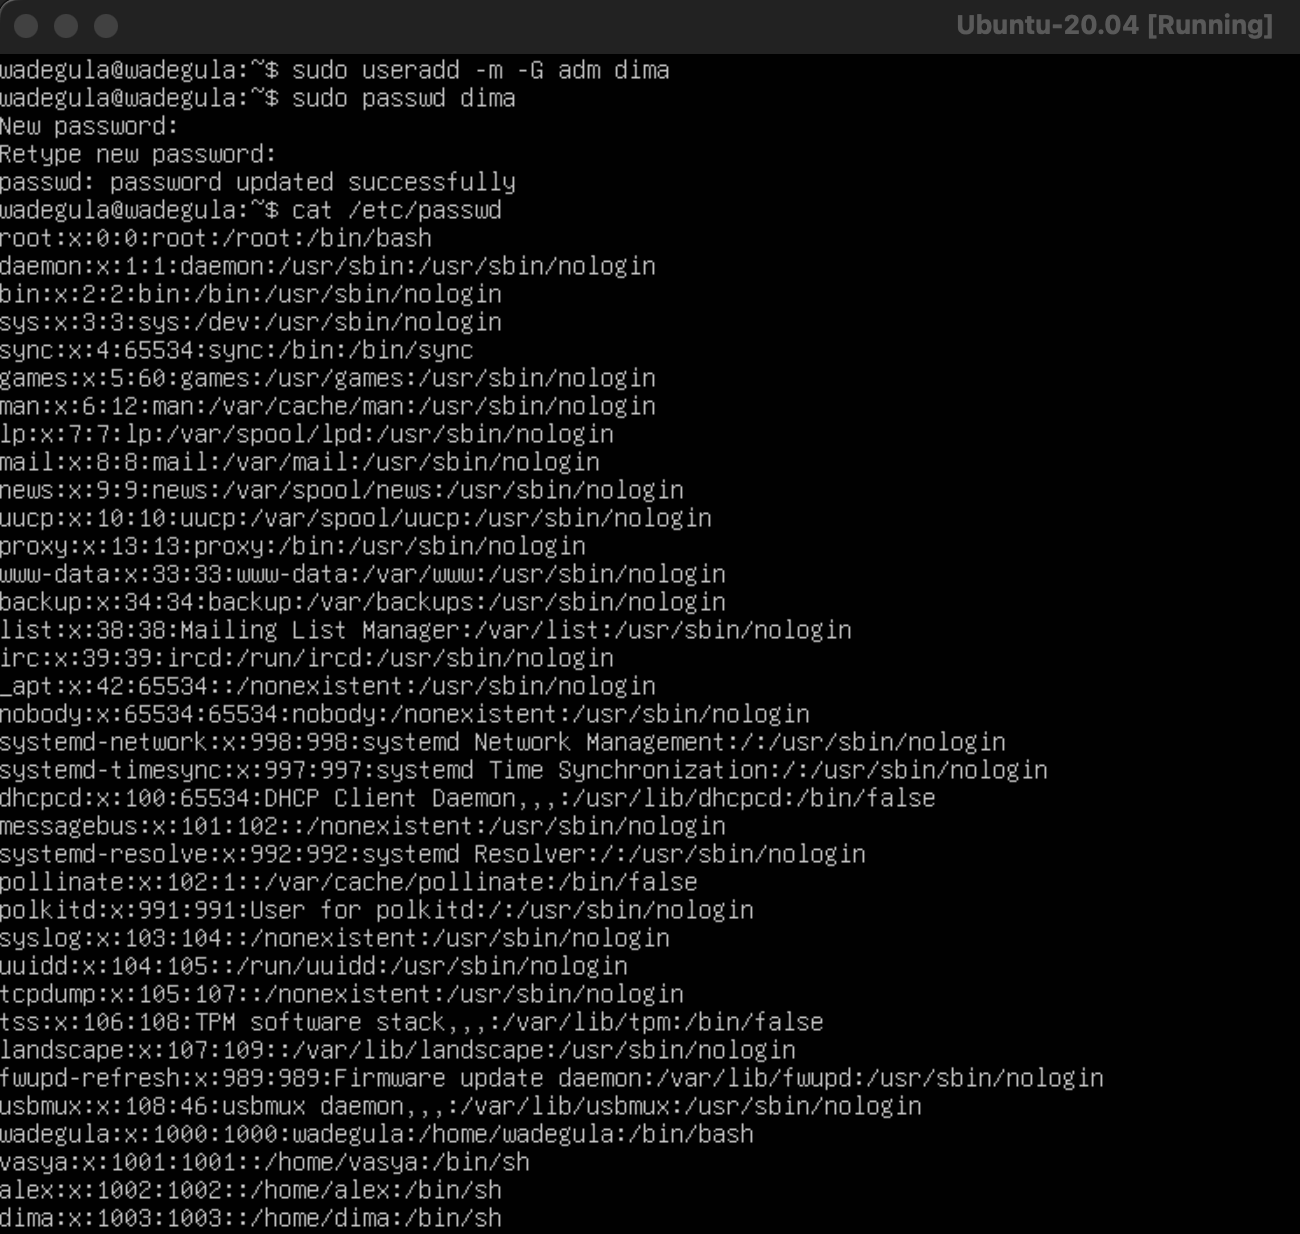 Ubuntu-20.04 [Running]
wadegula@wadegula:~$ sudo useradd -m -G adm dima
wadegula@wadegula:~$ sudo passwd dima
New password:
Retype new password:
passwd: password updated successfully
wadegula@wadegula:~$ cat /etc/passwd
root:x:0:0:root:/root:/bin/bash
daemon:x:1:1:daemon:/usr/sbin:/usr/sbin/nologin
bin:x:2:2:bin:/bin:/usr/sbin/nologin
sys:x:3:3:sys:/dev:/usr/sbin/nologin
sync:x:4:65534:sync:/bin:/bin/sync
games:x:5:60:games:/usr/games:/usr/sbin/nologin
man:x:6:12:man:/var/cache/man:/usr/sbin/nologin
lp:x:7:7:lp:/var/spool/lpd:/usr/sbin/nologin
mail:x:8:8:mail:/var/mail:/usr/sbin/nologin
news:x:9:9:news:/var/spool/news:/usr/sbin/nologin
uucp:x:10:10:uucp:/var/spool/uucp:/usr/sbin/nologin
proxy:x:13:13:proxy:/bin:/usr/sbin/nologin
www-data:x:33:33:www-data:/var/www:/usr/sbin/nologin
backup:x:34:34:backup:/var/backups:/usr/sbin/nologin
list:x:38:38:Mailing List Manager:/var/list:/usr/sbin/nologin
irc:x:39:39:ircd:/run/ircd:/usr/sbin/nologin
_apt:x:42:65534::/nonexistent:/usr/sbin/nologin
nobody:x:65534:65534:nobody:/nonexistent:/usr/sbin/nologin
systemd-network:x:998:998:systemd Network Management:/:/usr/sbin/nologin
systemd-timesync:x:997:997:systemd Time Synchronization:/:/usr/sbin/nologin
dhcpcd:x:100:65534:DHCP Client Daemon,,,:/usr/lib/dhcpcd:/bin/false
messagebus:x:101:102::/nonexistent:/usr/sbin/nologin
systemd-resolve:x:992:992:systemd Resolver:/:/usr/sbin/nologin
pollinate:x:102:1::/var/cache/pollinate:/bin/false
polkitd:x:991:991:User for polkitd:/:/usr/sbin/nologin
syslog:x:103:104::/nonexistent:/usr/sbin/nologin
uuidd:x:104:105::/run/uuidd:/usr/sbin/nologin
tcpdump:x:105:107::/nonexistent:/usr/sbin/nologin
tss:x:106:108:TPM software stack,,,:/var/lib/tpm:/bin/false
landscape:x:107:109::/var/lib/landscape:/usr/sbin/nologin
fwupd-refresh:x:989:989:Firmware update daemon:/var/lib/fwupd:/usr/sbin/nologin
usbmux:x:108:46:usbmux daemon,,,:/var/lib/usbmux:/usr/sbin/nologin
wadegula:x:1000:1000:wadegula:/home/wadegula:/bin/bash
vasya:x:1001:1001::/home/vasya:/bin/sh
alex:x:1002:1002::/home/alex:/bin/sh
dima:x:1003:1003::/home/dima:/bin/sh